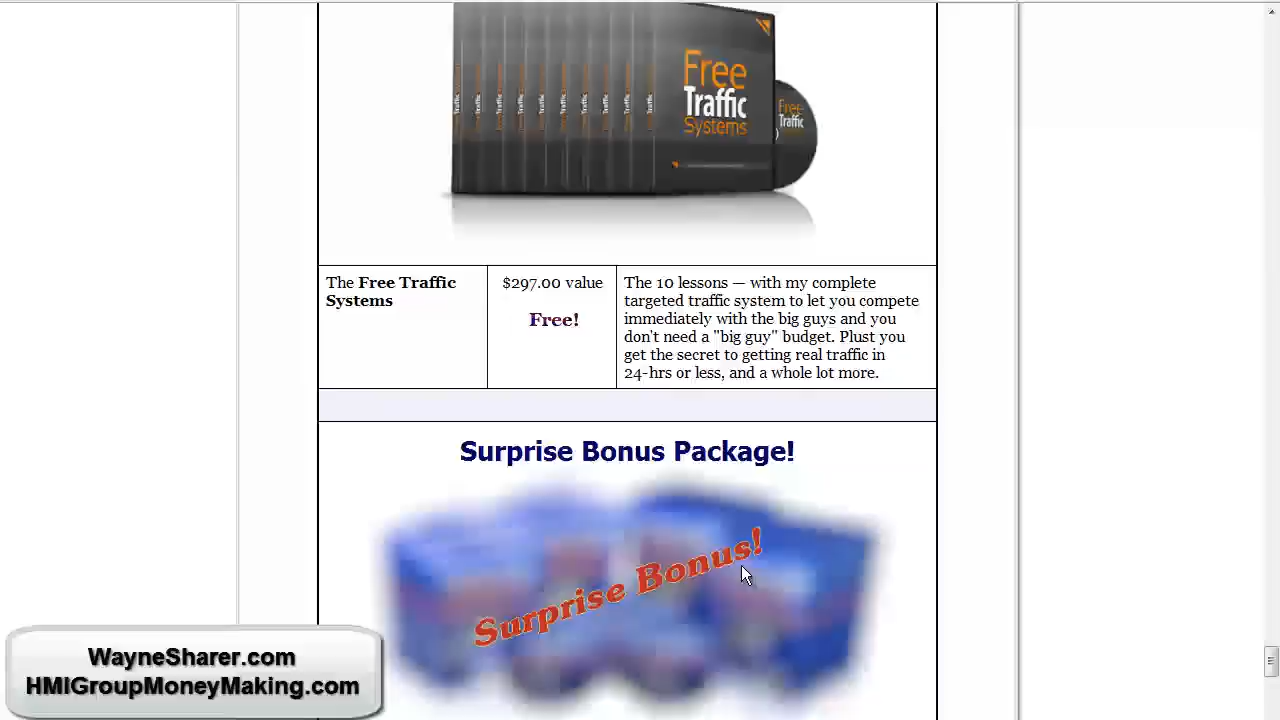 Free
Traffic
Systems
Free
Traffic
The Free Traffic
Systems
$297.00 value
Free!
The 10 lessons — with my complete
targeted traffic system to let you compete
immediately with the big guys and you
don't need a "big guy" budget. Plust you
get the secret to getting real traffic in
24-hrs or less, and a whole lot more.
Surprise Bonus Package!
Surprise Bonus!
WayneSharer.com
HMIGroupMoneyMaking.com